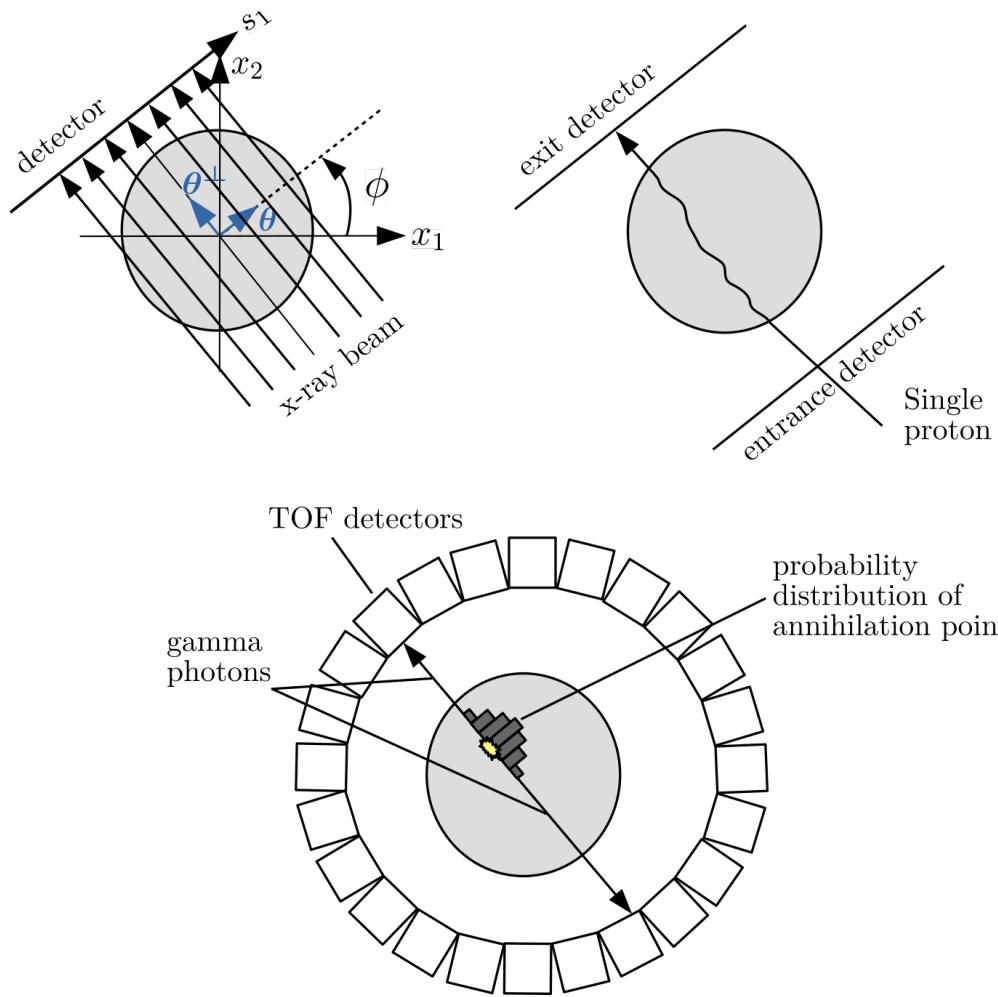 s₁
x₂
detector
θ⊥
θ
ϕ
x₁
x-ray beam
exit detector
entrance detector
Single
proton
TOF detectors
probability
distribution of
annihilation poin
gamma
photons